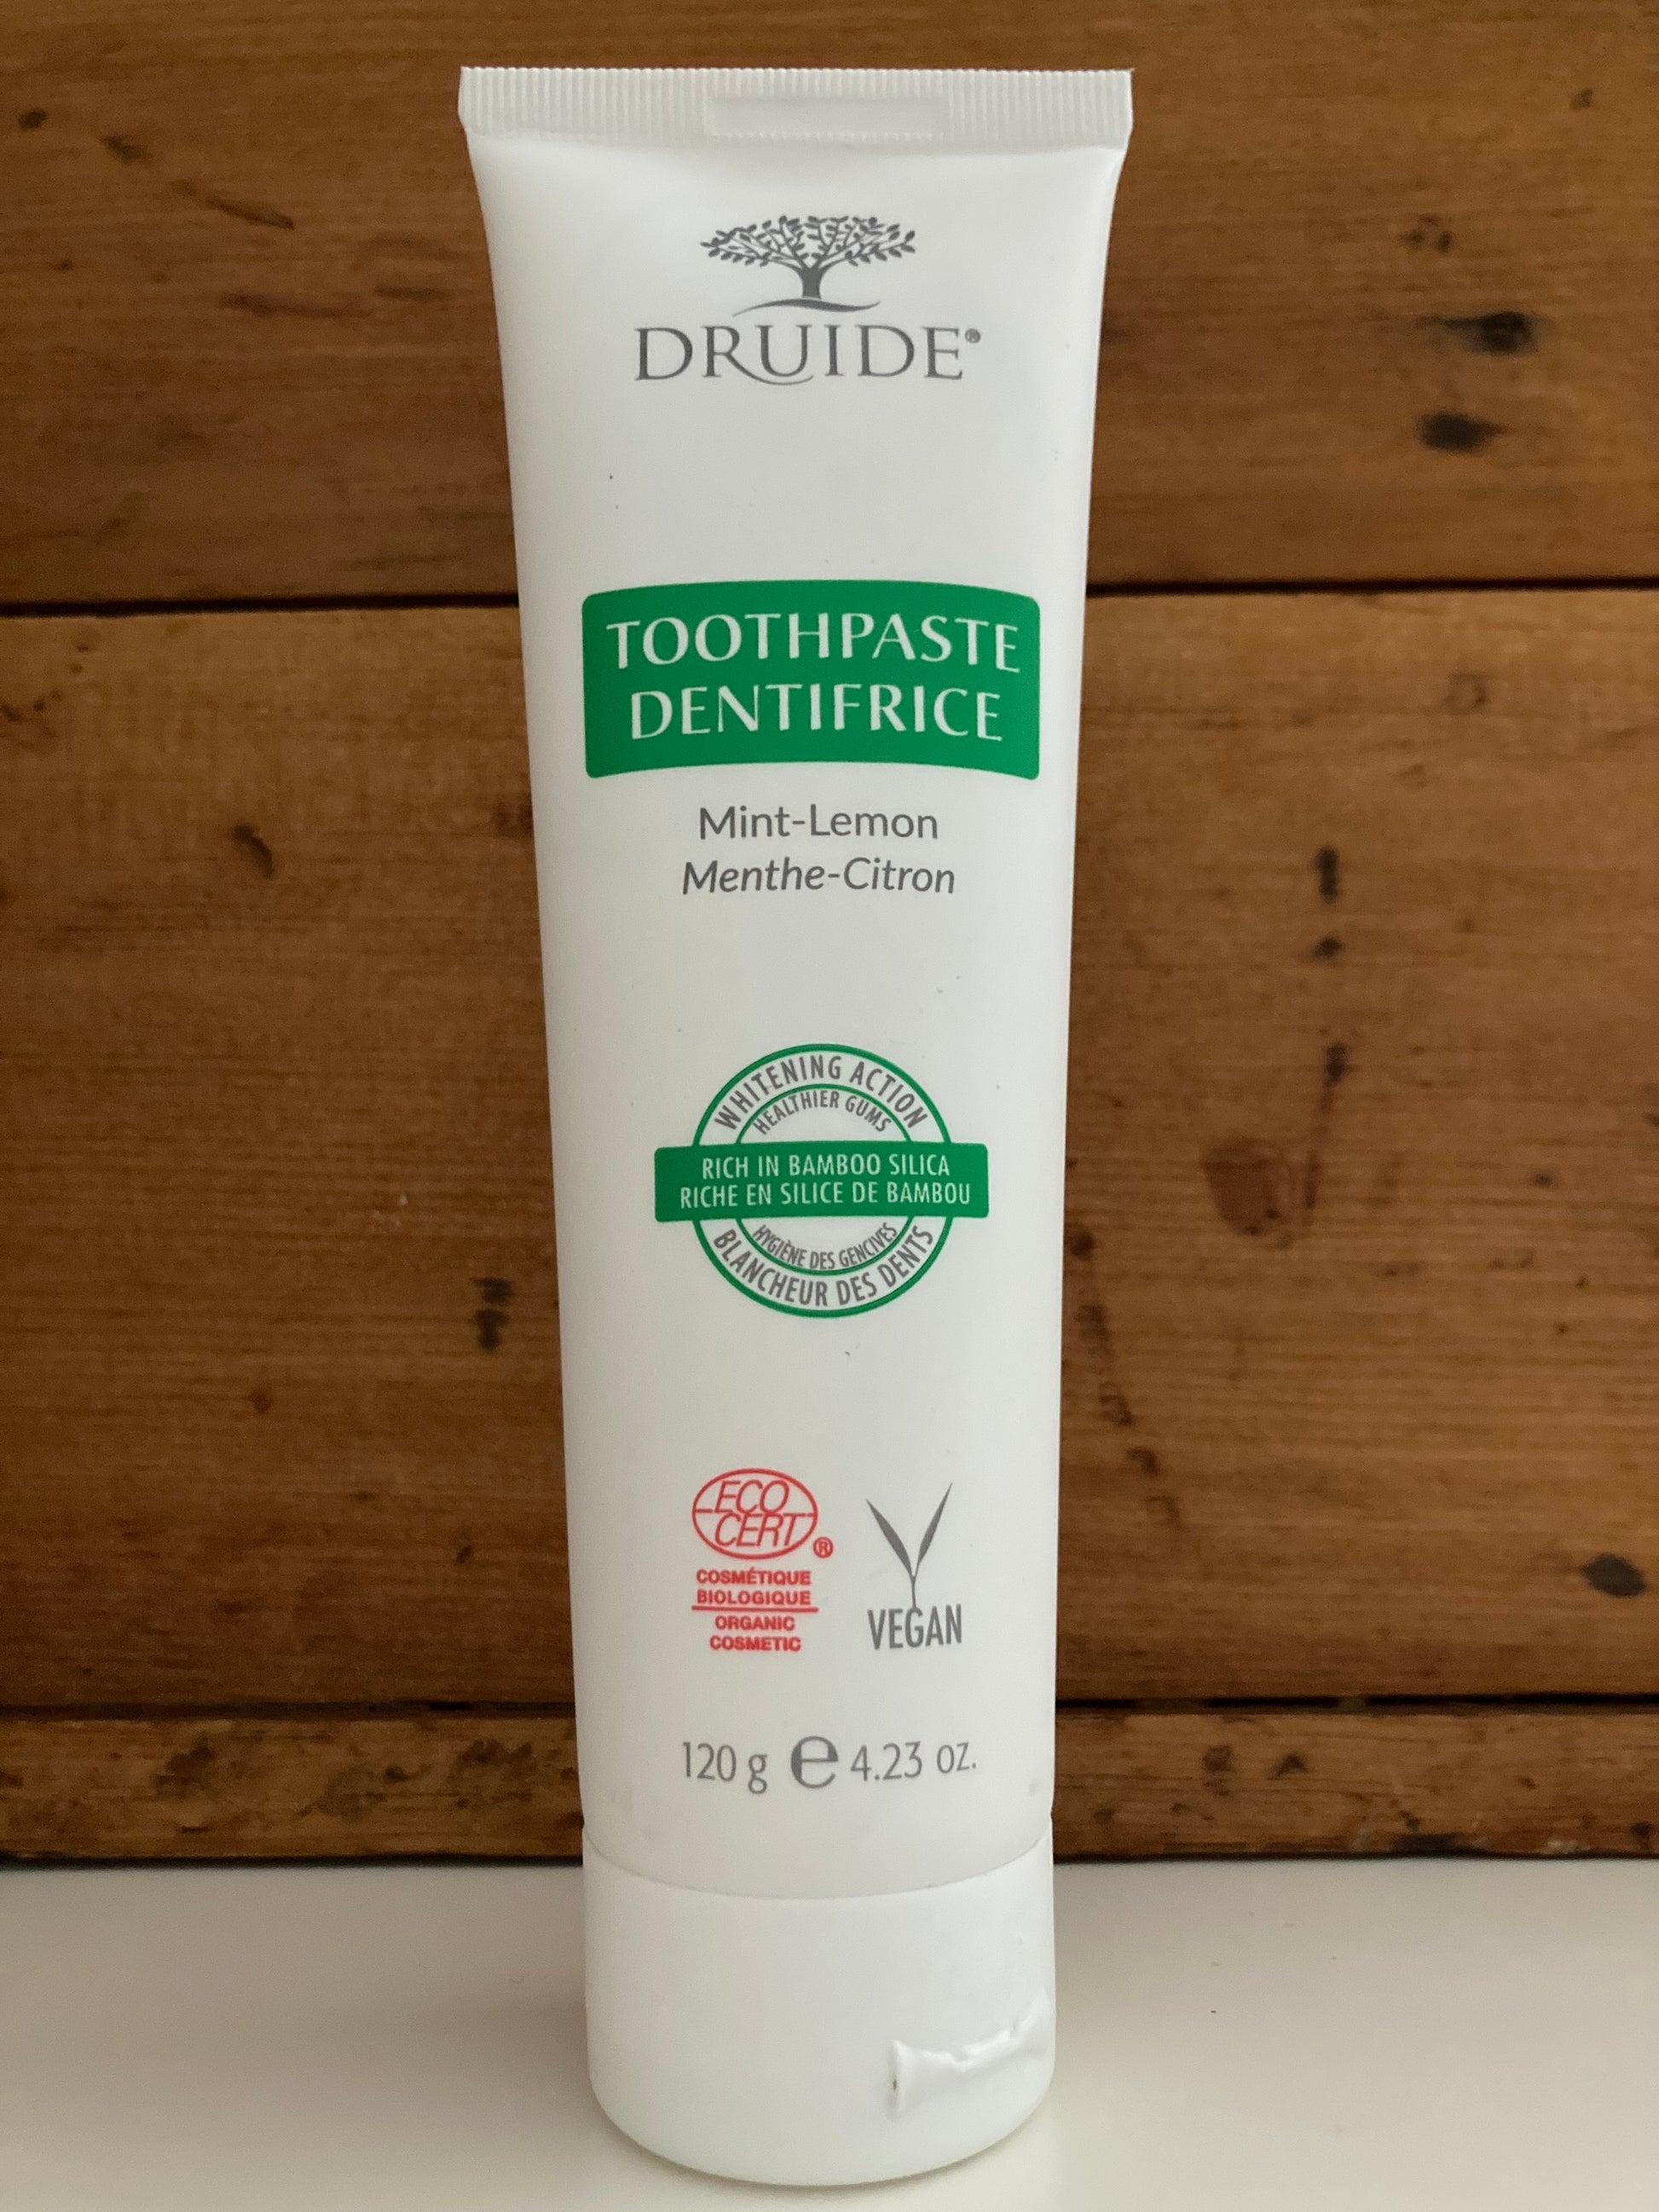 DRUIDE®
TOOTHPASTE
DENTIFRICE
Mint-Lemon
Menthe-Citron
WHITENING ACTION
HEALTHIER GUMS
RICH IN BAMBOO SILICA
RICHE EN SILICE DE BAMBOU
HYGIÈNE DES GENCIVES
BLANCHEUR DES DENTS
ECO
CERT®
COSMÉTIQUE
BIOLOGIQUE
ORGANIC
COSMETIC
VEGAN
120 g e 4.23 oz.